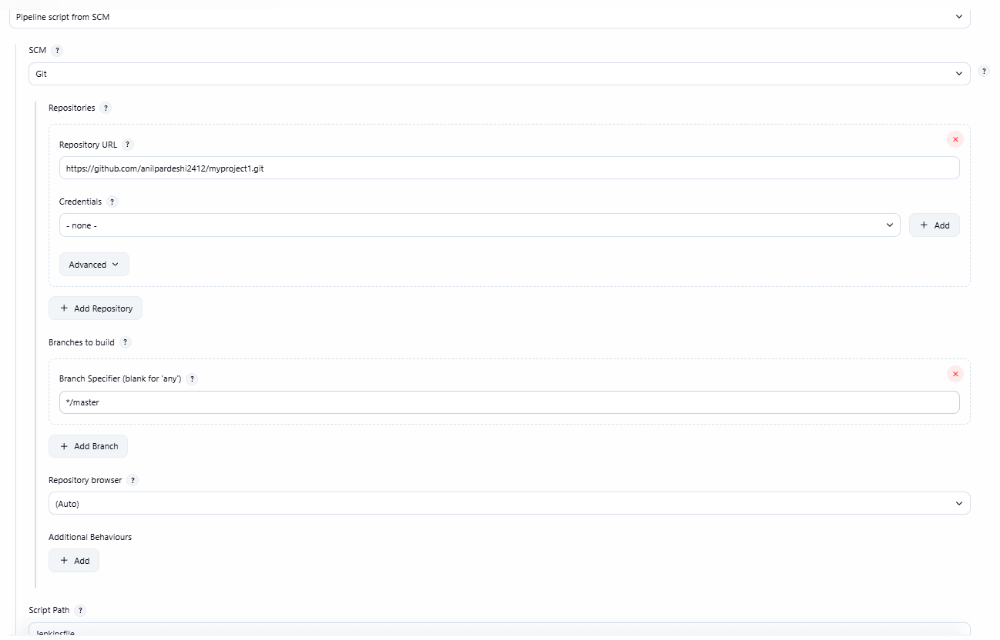 Pipeline script from SCM
SCM ?
Git
?
Repositories ?
Repository URL ?
https://github.com/anilpardeshi2412/myproject1.git
Credentials ?
- none -
+ Add
Advanced
+ Add Repository
Branches to build ?
Branch Specifier (blank for 'any') ?
*/master
+ Add Branch
Repository browser ?
(Auto)
Additional Behaviours
+ Add
Script Path ?
Jenkinsfile